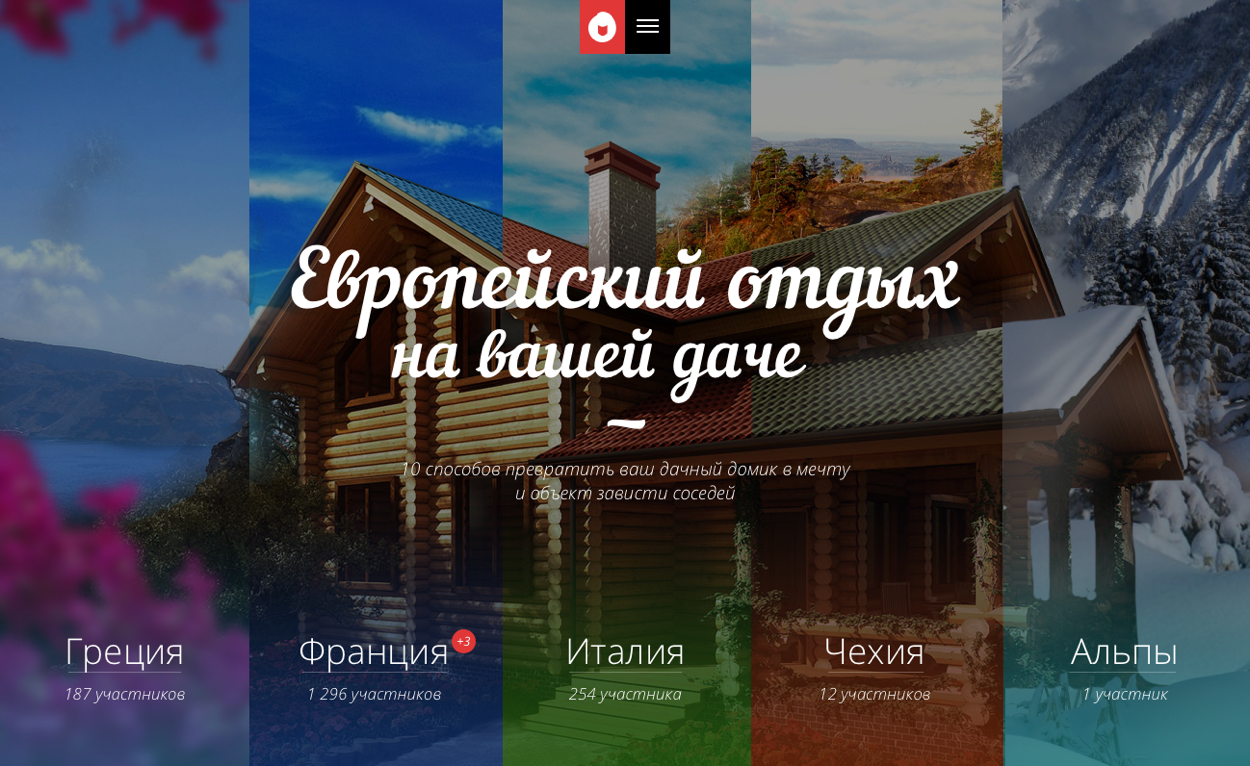 Европейский отдых
на вашей даче
~
10 способов превратить ваш дачный домик в мечту
и объект зависти соседей
Греция
187 участников
Франция +3
1 296 участников
Италия
254 участника
Чехия
12 участников
Альпы
1 участник